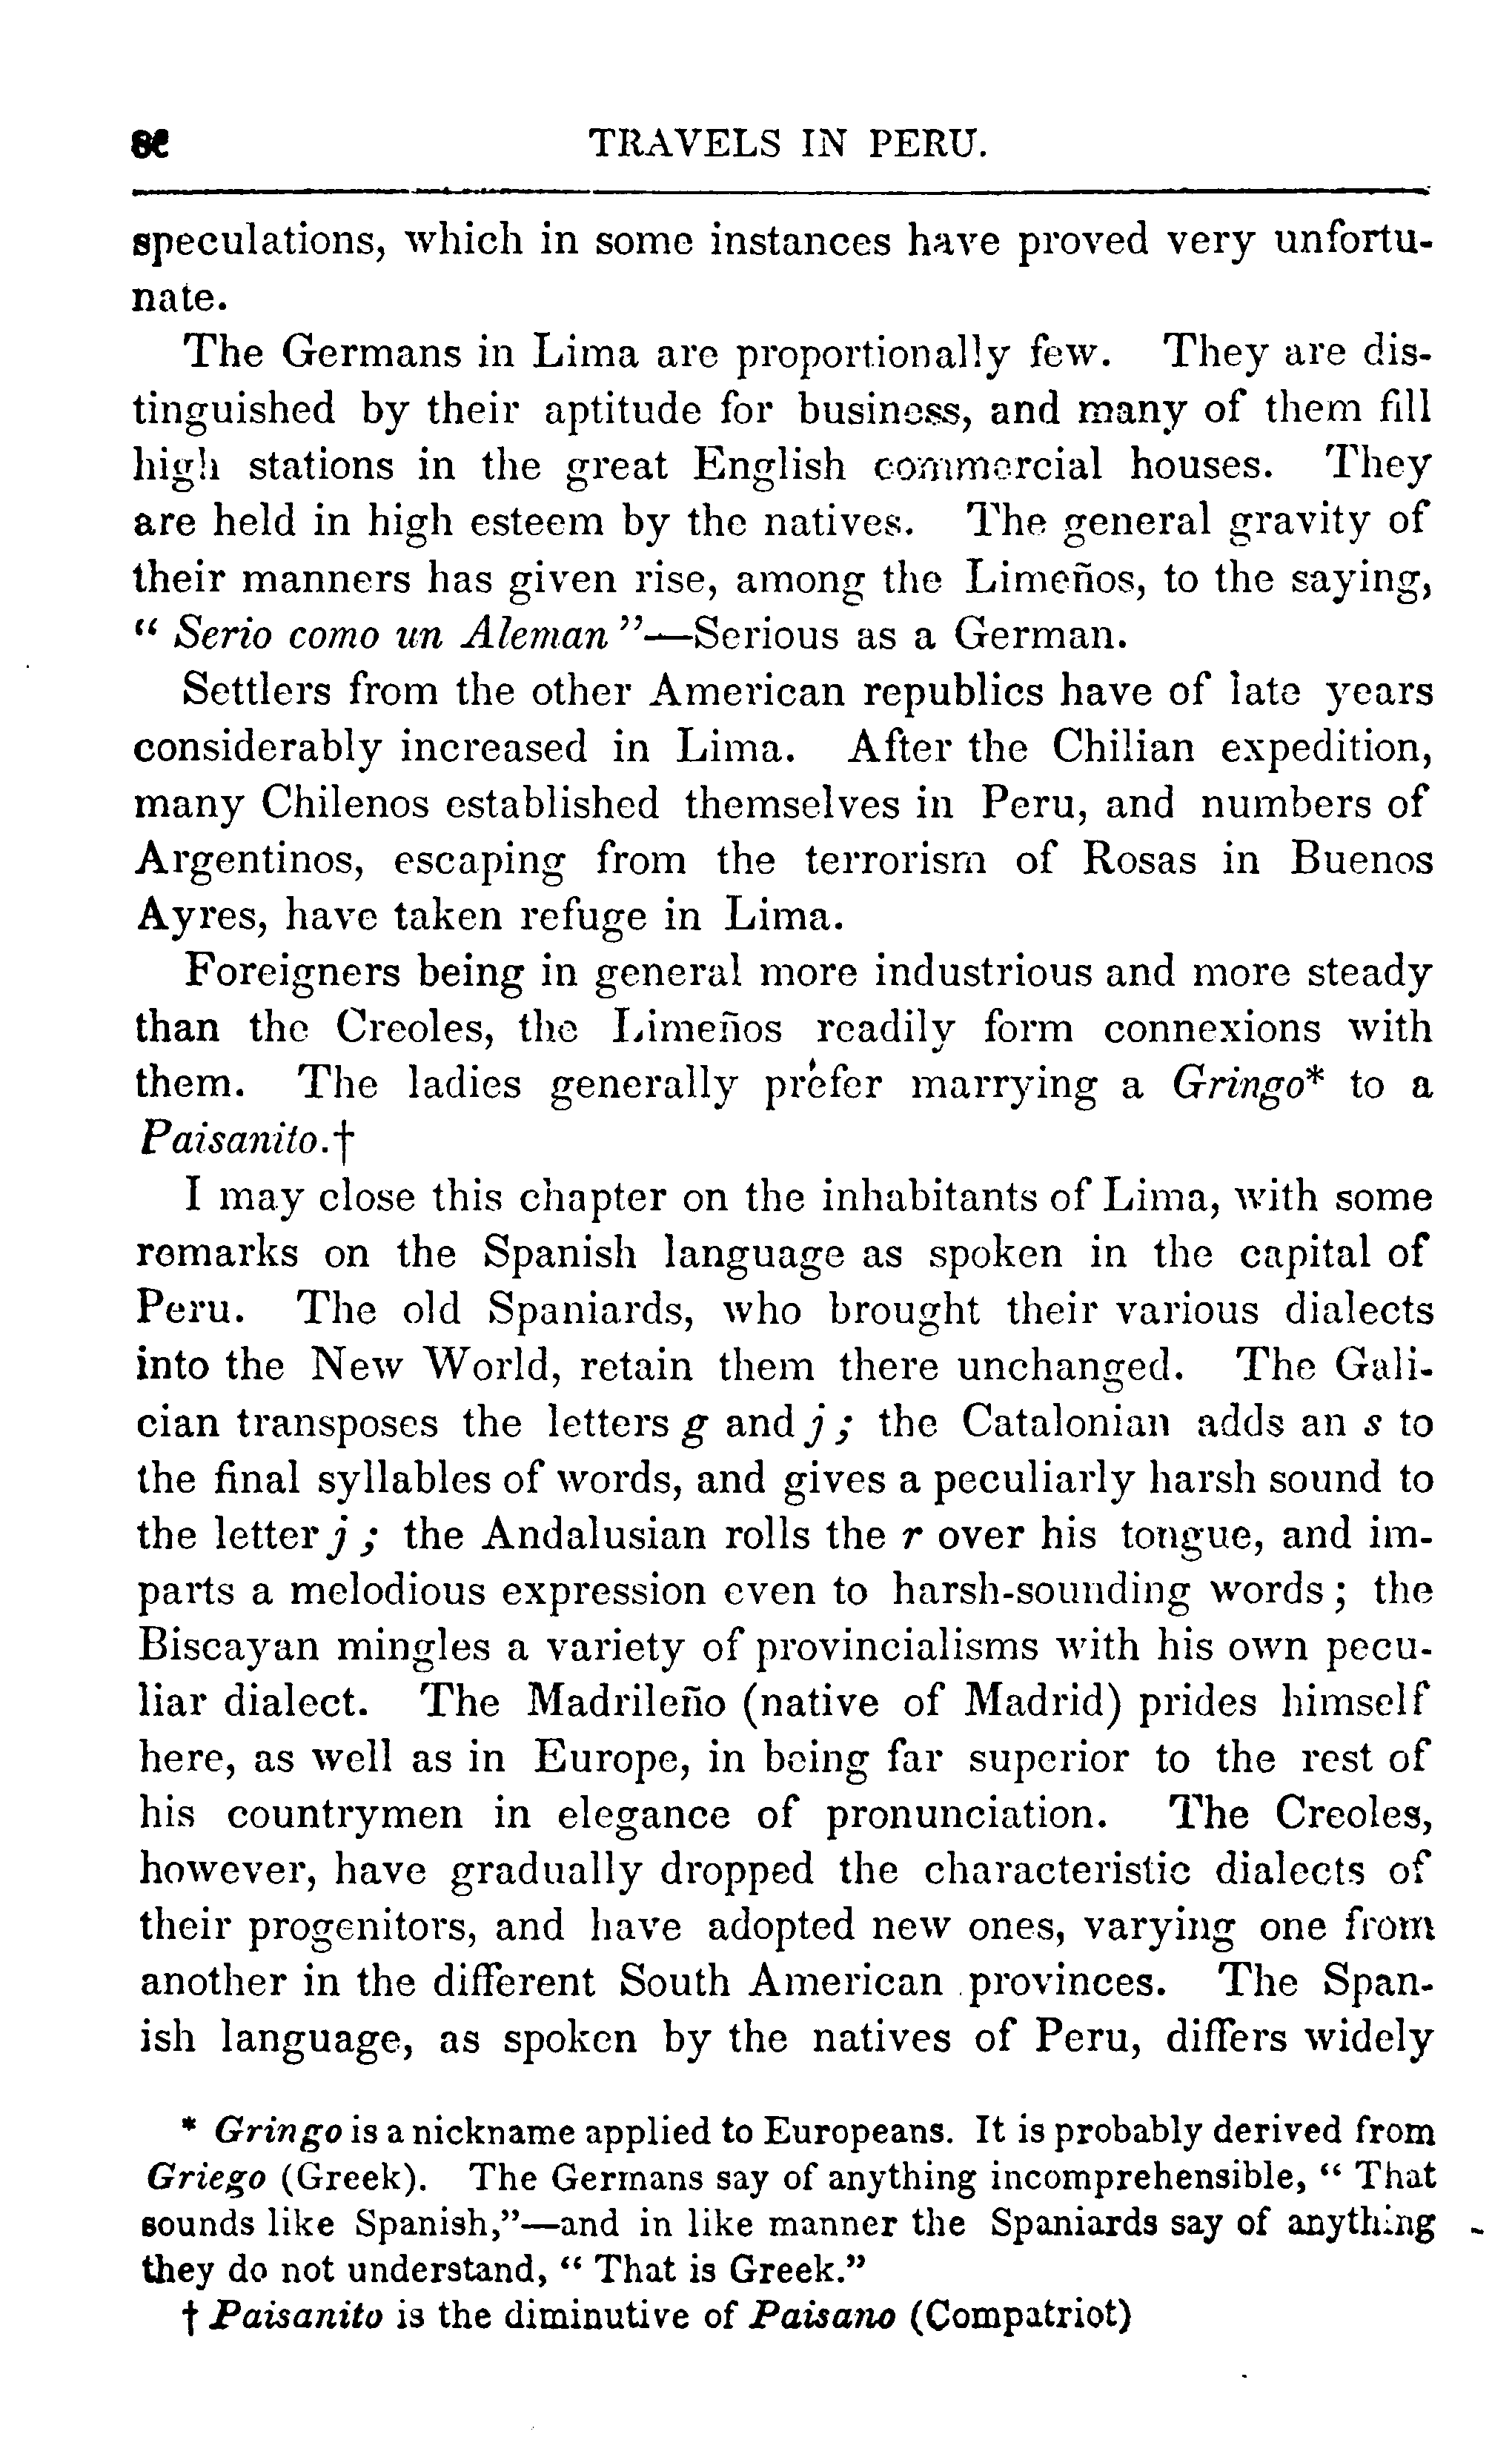 TRAVELS IN PERU.
speculations, which in some instances have proved very unfortu-
nate.
The Germans in Lima are proportionally few. They are dis-
tinguished by their aptitude for business, and many of them fill
high stations in the great English commercial houses. They
are held in high esteem by the natives. The general gravity of
their manners has given rise, among the Limeños, to the saying,
“ Serio como un Aleman ”—Serious as a German.
Settlers from the other American republics have of late years
considerably increased in Lima. After the Chilian expedition,
many Chilenos established themselves in Peru, and numbers of
Argentinos, escaping from the terrorism of Rosas in Buenos
Ayres, have taken refuge in Lima.
Foreigners being in general more industrious and more steady
than the Creoles, the Limeños readily form connexions with
them. The ladies generally prefer marrying a Gringo* to a
Paisanito.†
I may close this chapter on the inhabitants of Lima, with some
remarks on the Spanish language as spoken in the capital of
Peru. The old Spaniards, who brought their various dialects
into the New World, retain them there unchanged. The Gali-
cian transposes the letters g and j ; the Catalonian adds an s to
the final syllables of words, and gives a peculiarly harsh sound to
the letter j ; the Andalusian rolls the r over his tongue, and im-
parts a melodious expression even to harsh-sounding words ; the
Biscayan mingles a variety of provincialisms with his own pecu-
liar dialect. The Madrileño (native of Madrid) prides himself
here, as well as in Europe, in being far superior to the rest of
his countrymen in elegance of pronunciation. The Creoles,
however, have gradually dropped the characteristic dialects of
their progenitors, and have adopted new ones, varying one from
another in the different South American provinces. The Span-
ish language, as spoken by the natives of Peru, differs widely
* Gringo is a nickname applied to Europeans. It is probably derived from
Griego (Greek). The Germans say of anything incomprehensible, “ That
sounds like Spanish,”—and in like manner the Spaniards say of anything
they do not understand, “ That is Greek.”
† Paisanito is the diminutive of Paisano (Compatriot)